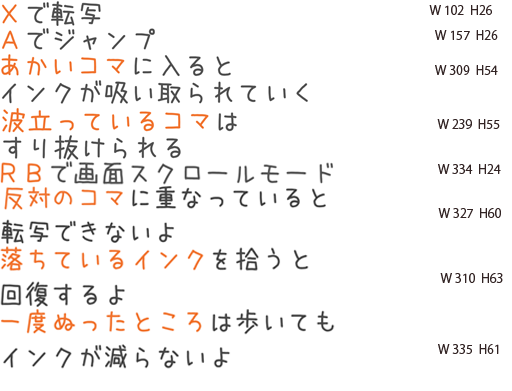 Xで転写 W 102 H26
Aでジャンプ W 157 H26
あかいコマに入ると W 309 H54
インクが吸い取られていく
波立っているコマは W 239 H55
すり抜けられる
RBで画面スクロールモード W 334 H24
反対のコマに重なっていると W 327 H60
転写できないよ
落ちているインクを拾うと W 310 H63
回復するよ
一度ぬったところは歩いても W 335 H61
インクが減らないよ